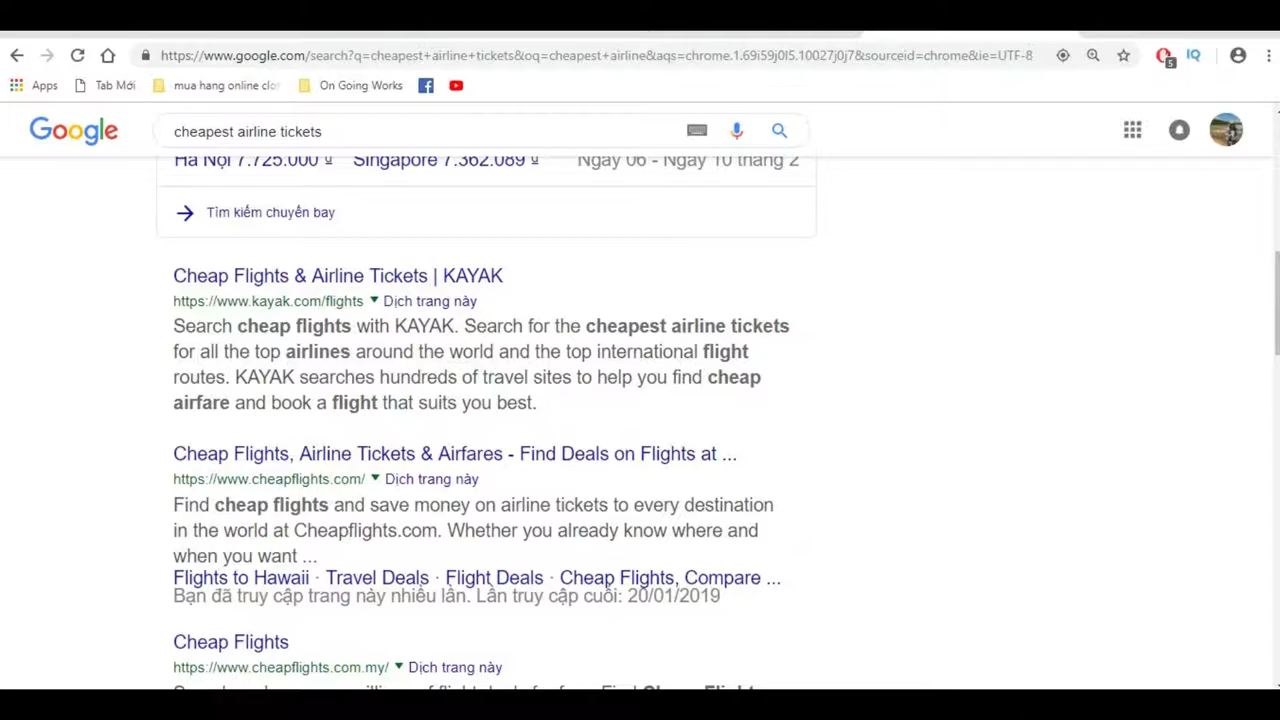 https://www.google.com/search?q=cheapest+airline+tickets&oq=cheapest+airline&aqs=chrome.1.69i59j0l5.10027j0j7&sourceid=chrome&ie=UTF-8
5
IQ
Apps Tab Mới mua hang online clo On Going Works
Google cheapest airline tickets
Hà Nội 7.725.000 ₫ Singapore 7.362.089 ₫ Ngày 06 - Ngày 10 tháng 2
Tìm kiếm chuyến bay
Cheap Flights & Airline Tickets | KAYAK
https://www.kayak.com/flights Dịch trang này
Search cheap flights with KAYAK. Search for the cheapest airline tickets
for all the top airlines around the world and the top international flight
routes. KAYAK searches hundreds of travel sites to help you find cheap
airfare and book a flight that suits you best.
Cheap Flights, Airline Tickets & Airfares - Find Deals on Flights at ...
https://www.cheapflights.com/ Dịch trang này
Find cheap flights and save money on airline tickets to every destination
in the world at Cheapflights.com. Whether you already know where and
when you want ...
Flights to Hawaii · Travel Deals · Flight Deals · Cheap Flights, Compare ...
Bạn đã truy cập trang này nhiều lần. Lần truy cập cuối: 20/01/2019
Cheap Flights
https://www.cheapflights.com.my/ Dịch trang này